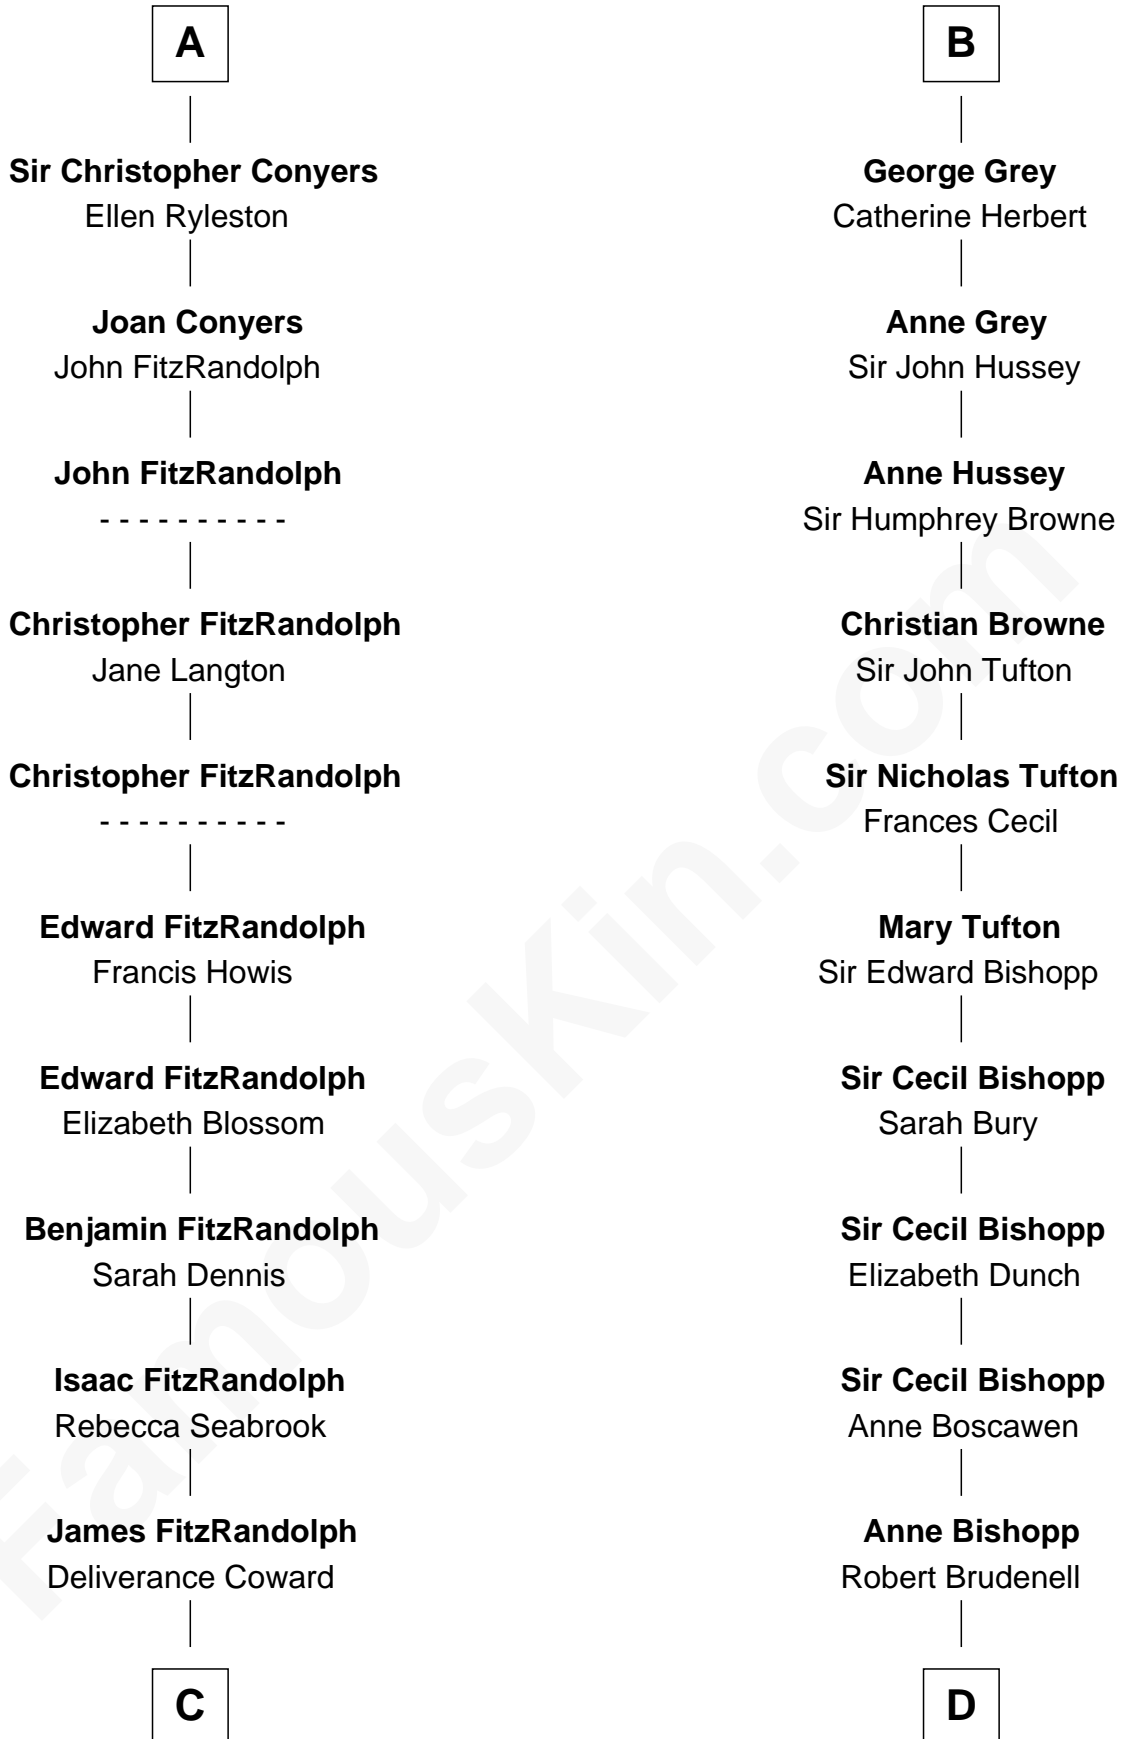 A
Sir Christopher Conyers
Ellen Ryleston
Joan Conyers
John FitzRandolph
John FitzRandolph
- - - - - - - - - -
Christopher FitzRandolph
Jane Langton
Christopher FitzRandolph
- - - - - - - - - -
Edward FitzRandolph
Francis Howis
Edward FitzRandolph
Elizabeth Blossom
Benjamin FitzRandolph
Sarah Dennis
Isaac FitzRandolph
Rebecca Seabrook
James FitzRandolph
Deliverance Coward
C
B
George Grey
Catherine Herbert
Anne Grey
Sir John Hussey
Anne Hussey
Sir Humphrey Browne
Christian Browne
Sir John Tufton
Sir Nicholas Tufton
Frances Cecil
Mary Tufton
Sir Edward Bishopp
Sir Cecil Bishopp
Sarah Bury
Sir Cecil Bishopp
Elizabeth Dunch
Sir Cecil Bishopp
Anne Boscawen
Anne Bishopp
Robert Brudenell
D
FamousKin.com